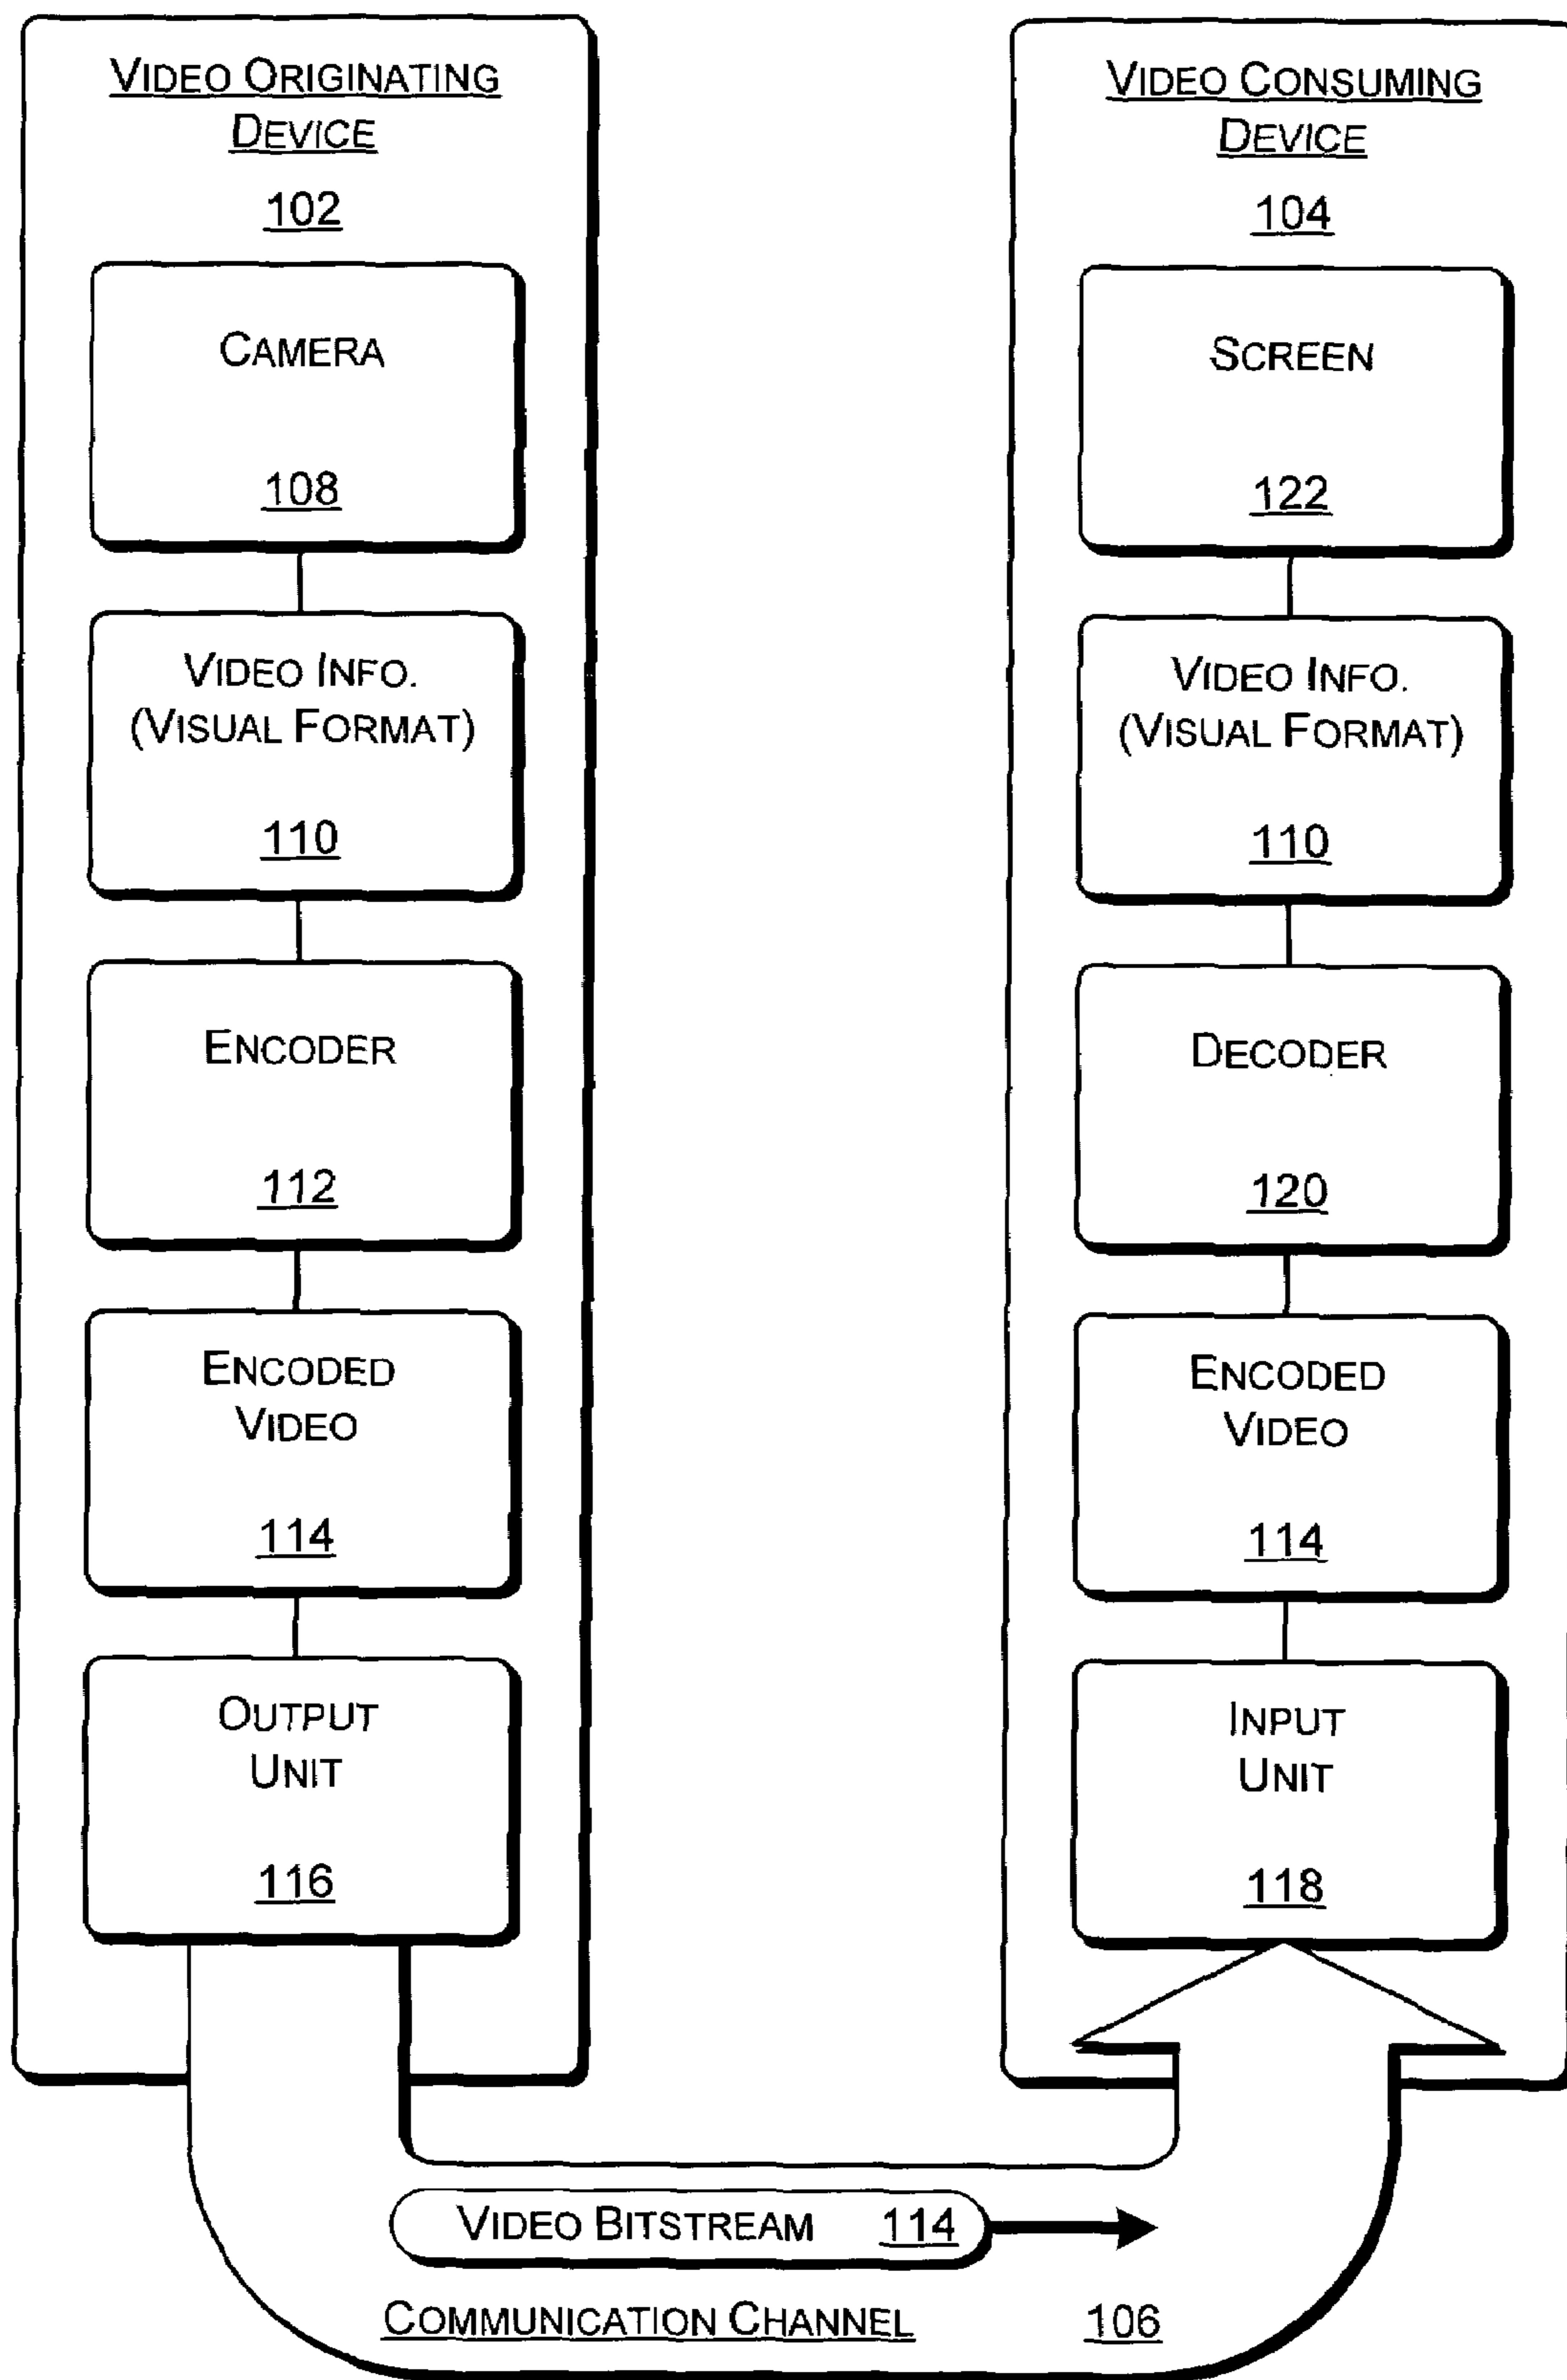 VIDEO ORIGINATING
DEVICE
102
CAMERA
108
VIDEO INFO.
(VISUAL FORMAT)
110
ENCODER
112
ENCODED
VIDEO
114
OUTPUT
UNIT
116
VIDEO CONSUMING
DEVICE
104
SCREEN
122
VIDEO INFO.
(VISUAL FORMAT)
110
DECODER
120
ENCODED
VIDEO
114
INPUT
UNIT
118
VIDEO BITSTREAM 114
COMMUNICATION CHANNEL 106